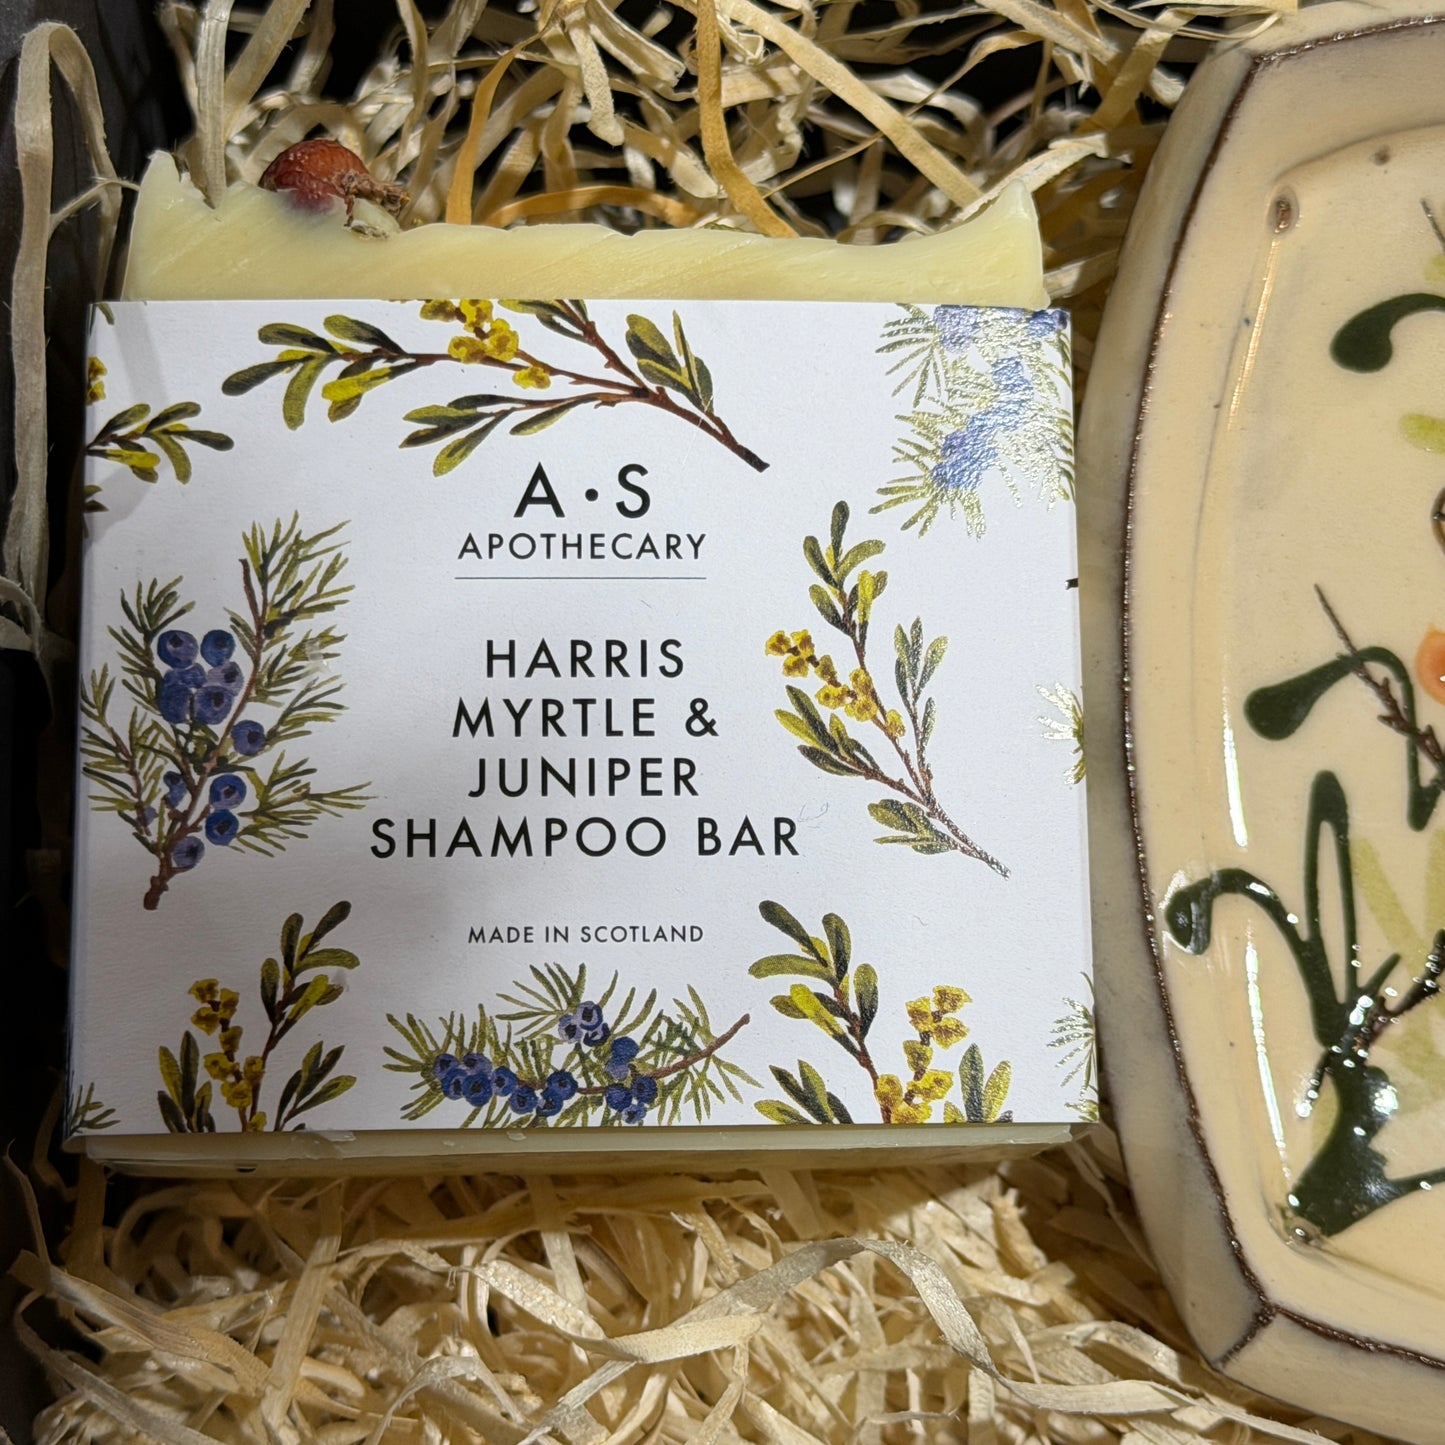 A·S
APOTHECARY
HARRIS
MYRTLE &
JUNIPER
SHAMPOO BAR
MADE IN SCOTLAND